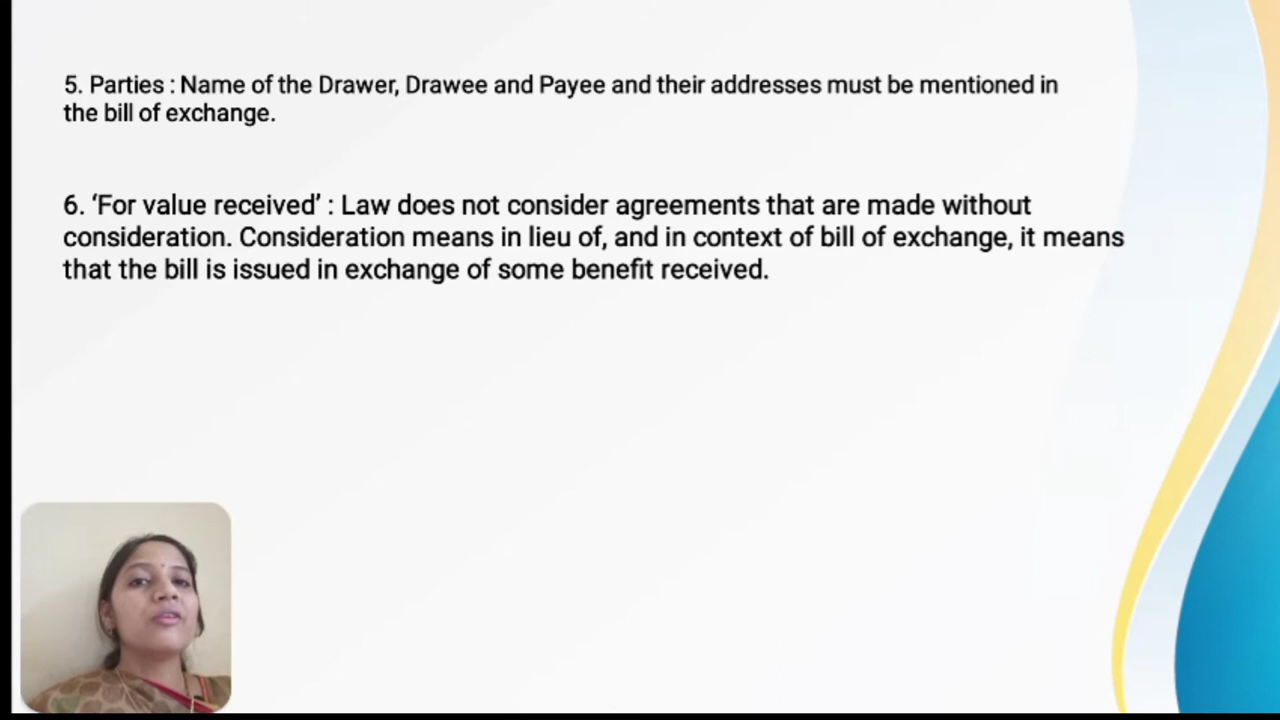 5. Parties : Name of the Drawer, Drawee and Payee and their addresses must be mentioned in
the bill of exchange.
6. ‘For value received’ : Law does not consider agreements that are made without
consideration. Consideration means in lieu of, and in context of bill of exchange, it means
that the bill is issued in exchange of some benefit received.